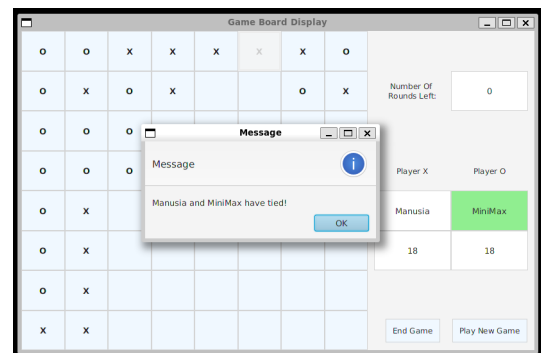 Game Board Display
O O X X X X X O
O X O X O X
Number Of
Rounds Left:
0
O O O
Message
O O O
Message
Player X Player O
Manusia and MiniMax have tied!
OK
O X
Manusia MiniMax
O X
18 18
O X
X X
End Game Play New Game